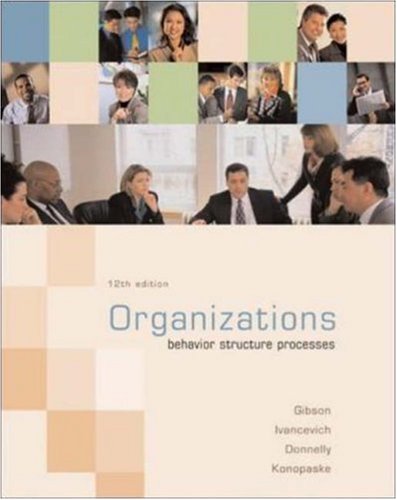 12th edition
Organizations
behavior structure processes
Gibson
Ivancevich
Donnelly
Konopaske